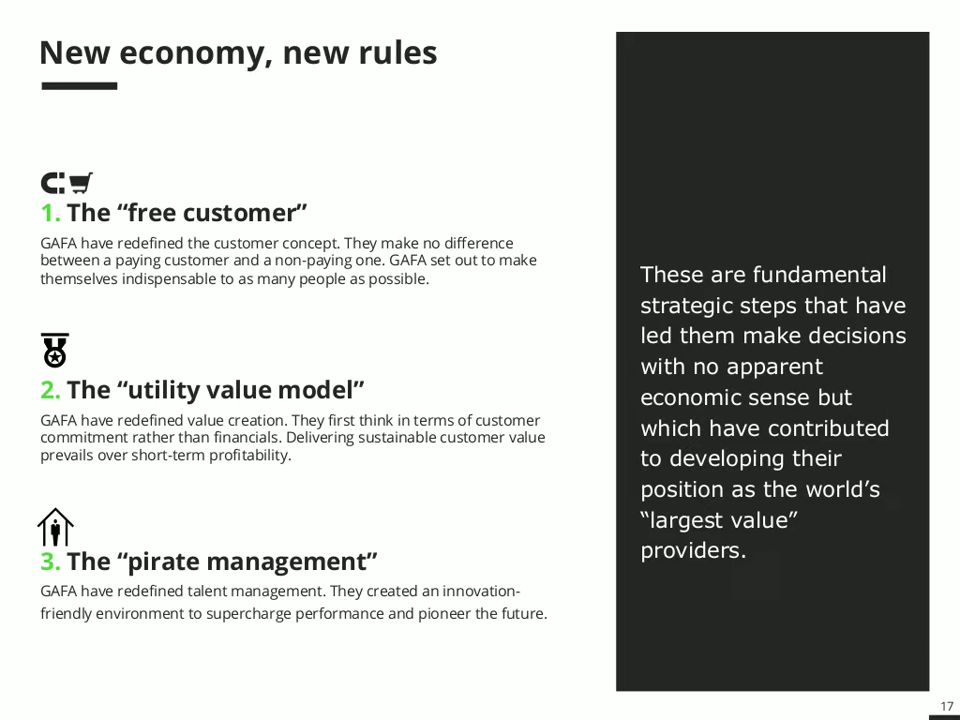 New economy, new rules
1. The “free customer”
GAFA have redefined the customer concept. They make no difference
between a paying customer and a non-paying one. GAFA set out to make
themselves indispensable to as many people as possible.
2. The “utility value model”
GAFA have redefined value creation. They first think in terms of customer
commitment rather than financials. Delivering sustainable customer value
prevails over short-term profitability.
3. The “pirate management”
GAFA have redefined talent management. They created an innovation-
friendly environment to supercharge performance and pioneer the future.
These are fundamental
strategic steps that have
led them make decisions
with no apparent
economic sense but
which have contributed
to developing their
position as the world’s
“largest value”
providers.
17